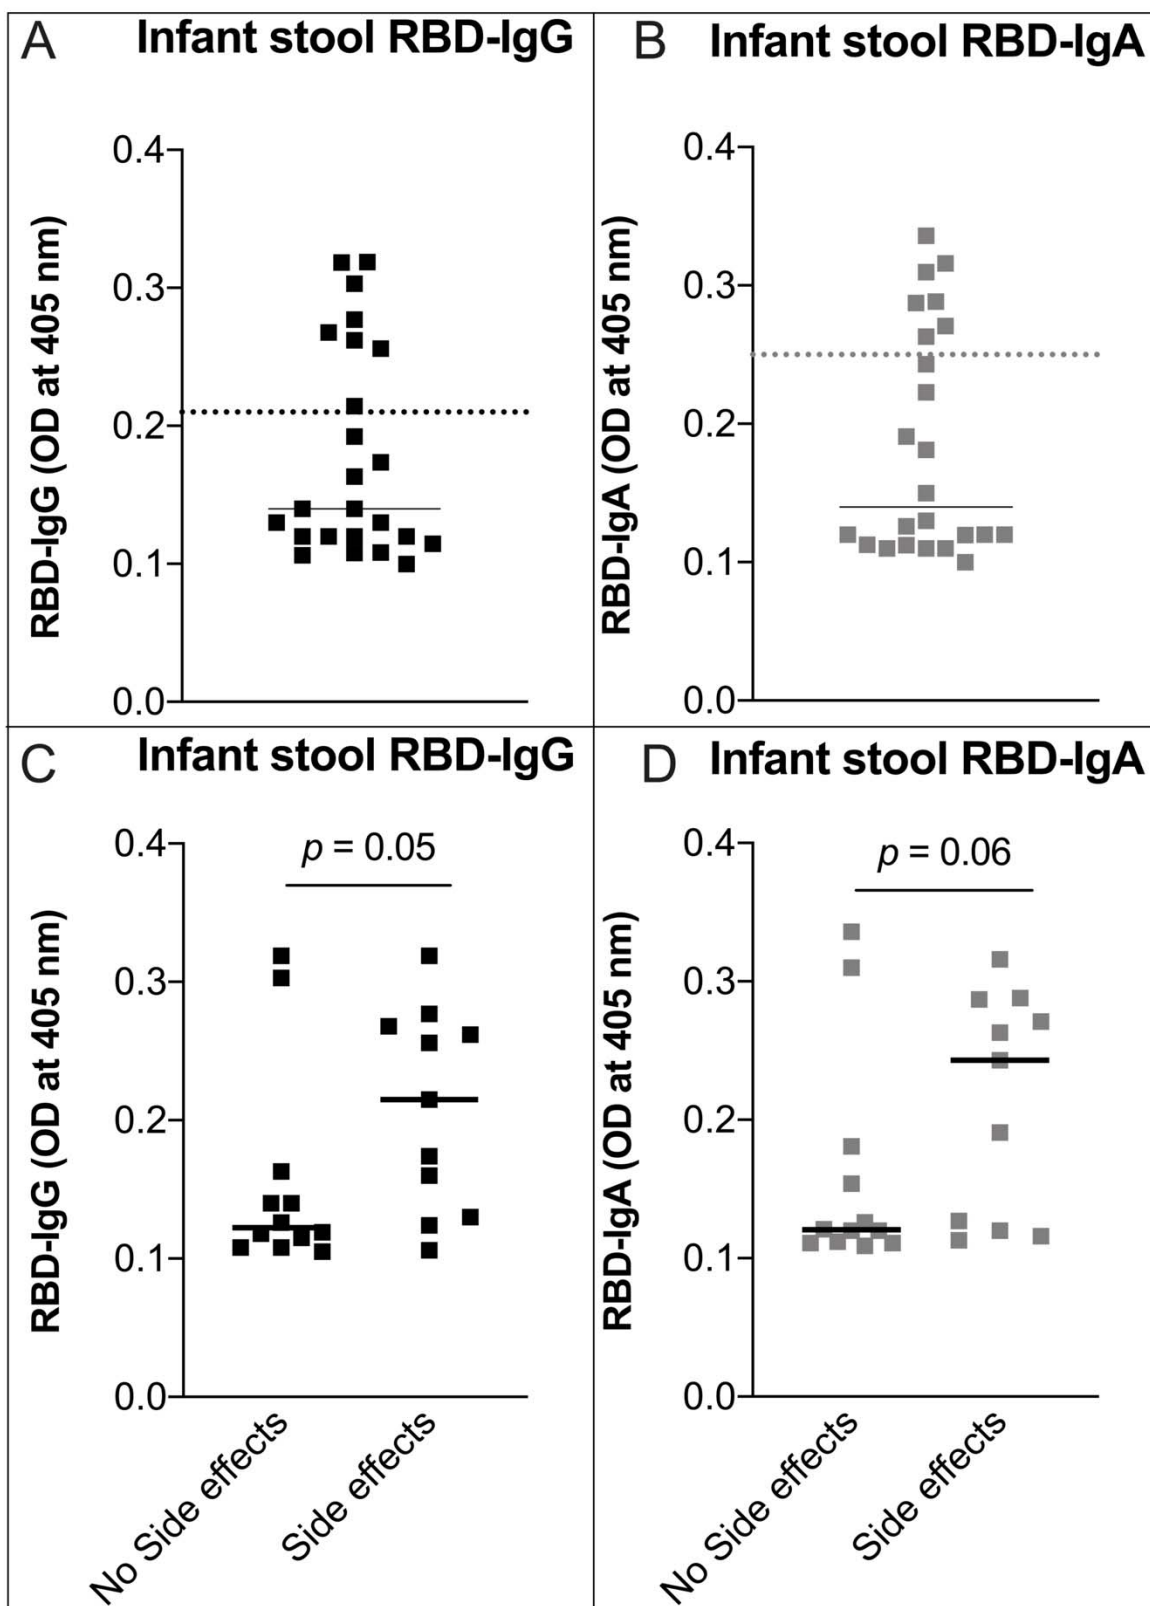 A Infant stool RBD-IgG
RBD-IgG (OD at 405 nm)
0.4
0.3
0.2
0.1
0.0
B Infant stool RBD-IgA
RBD-IgA (OD at 405 nm)
0.4
0.3
0.2
0.1
0.0
C Infant stool RBD-IgG
RBD-IgG (OD at 405 nm)
0.4
0.3
0.2
0.1
0.0
p = 0.05
No Side effects
Side effects
D Infant stool RBD-IgA
RBD-IgA (OD at 405 nm)
0.4
0.3
0.2
0.1
0.0
p = 0.06
No Side effects
Side effects